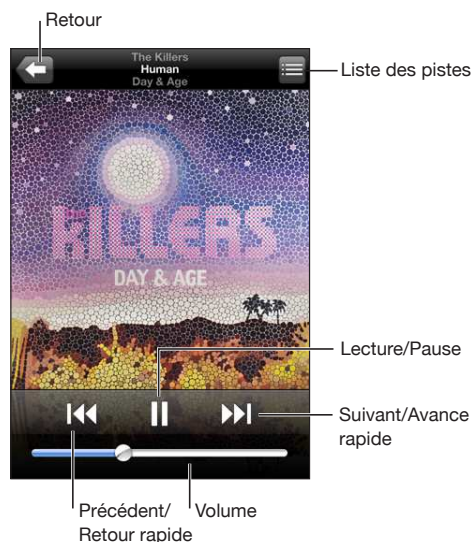 Retour
The Killers
Human
Day & Age
Liste des pistes
THE
KILLERS
DAY & AGE
Lecture/Pause
Suivant/Avance
rapide
Précédent/
Retour rapide
Volume